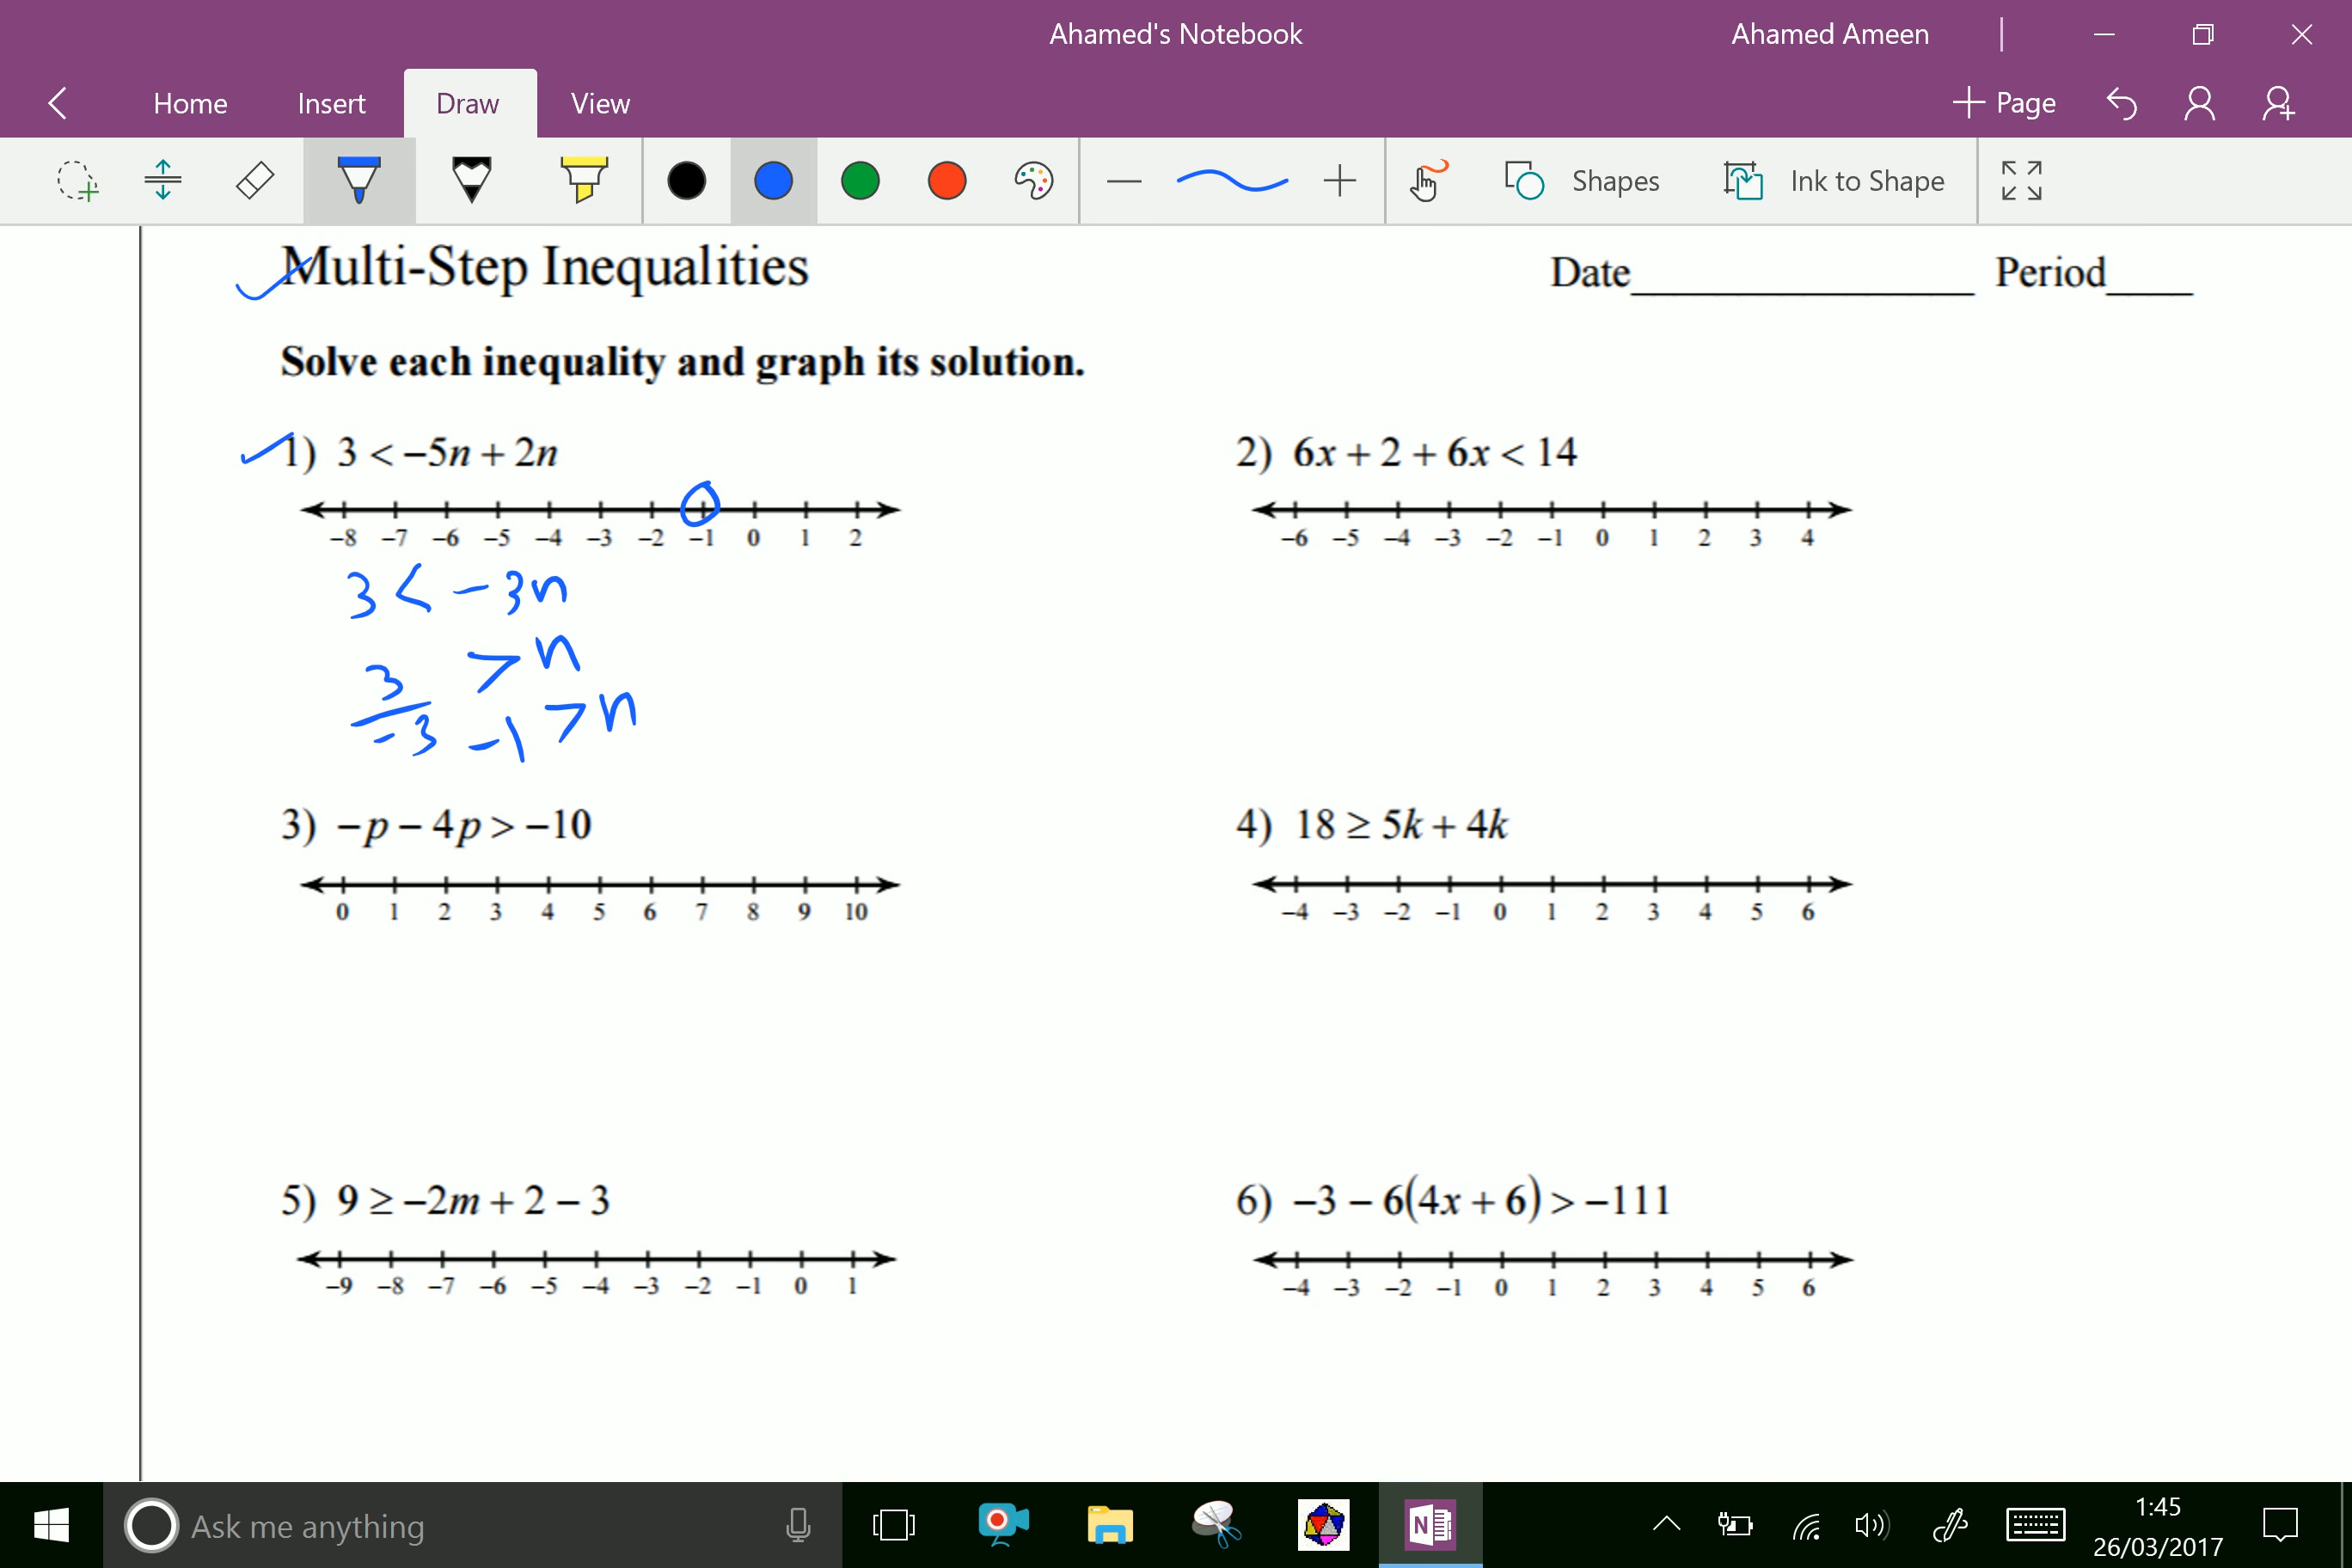 Ahamed's Notebook
Ahamed Ameen
Home Insert Draw View
Page
Shapes
Ink to Shape
Multi-Step Inequalities
Date________________ Period____
Solve each inequality and graph its solution.
1) 3 < −5n + 2n
−8 −7 −6 −5 −4 −3 −2 −1 0 1 2
3 < −3n
3/−3 > n
−1 > n
2) 6x + 2 + 6x < 14
−6 −5 −4 −3 −2 −1 0 1 2 3 4
3) −p − 4p > −10
0 1 2 3 4 5 6 7 8 9 10
4) 18 ≥ 5k + 4k
−4 −3 −2 −1 0 1 2 3 4 5 6
5) 9 ≥ −2m + 2 − 3
−9 −8 −7 −6 −5 −4 −3 −2 −1 0 1
6) −3 − 6(4x + 6) > −111
−4 −3 −2 −1 0 1 2 3 4 5 6
Ask me anything
N
1:45
26/03/2017